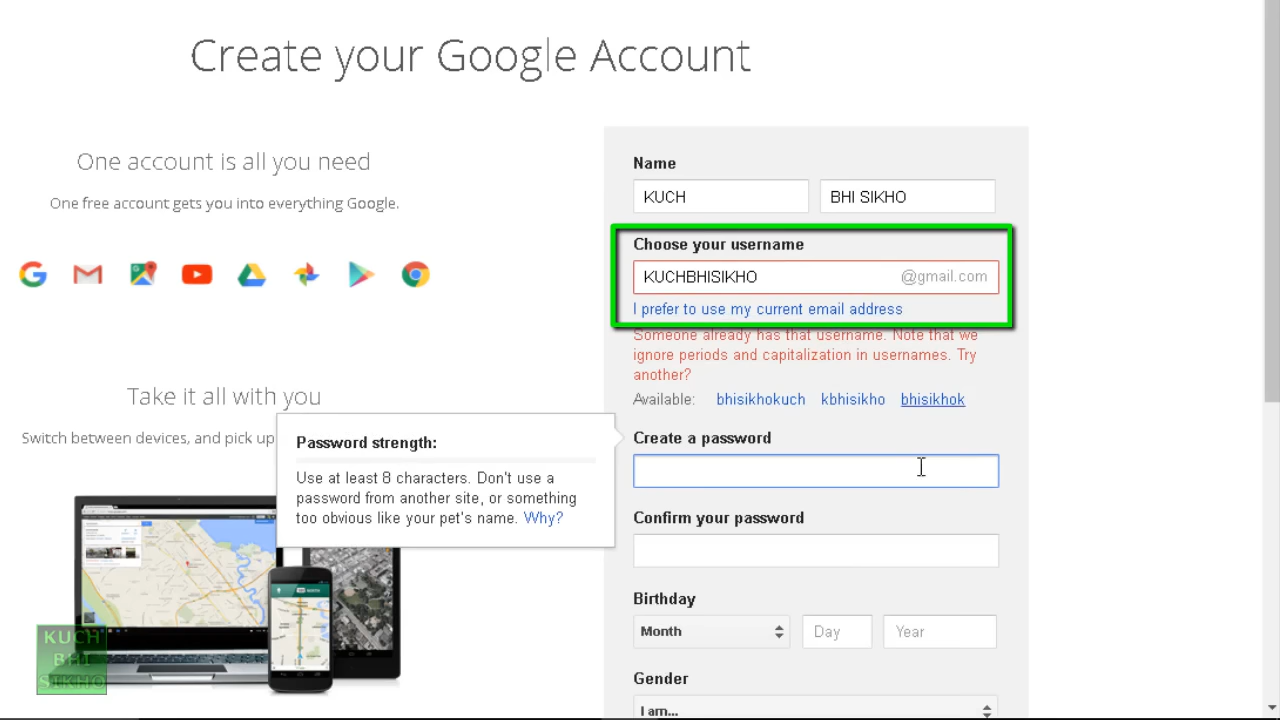 Create your Google Account
One account is all you need
One free account gets you into everything Google.
Take it all with you
Switch between devices, and pick up
Name
KUCH BHI SIKHO
Choose your username
KUCHBHISIKHO @gmail.com
I prefer to use my current email address
Someone already has that username. Note that we
ignore periods and capitalization in usernames. Try
another?
Available: bhisikhokuch kbhisikho bhisikhok
Password strength:
Use at least 8 characters. Don't use a
password from another site, or something
too obvious like your pet's name. Why?
Create a password
Confirm your password
Birthday
Month Day Year
Gender
I am...
KUCH
BHI
SIKHO